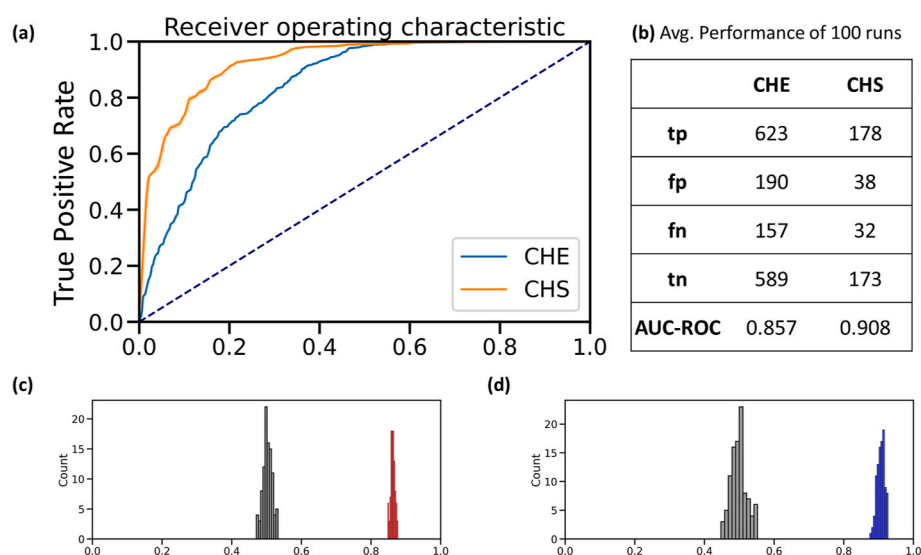 (a) Receiver operating characteristic
True Positive Rate
1.0
0.8
0.6
0.4
0.2
0.0
CHE
CHS
0.0 0.2 0.4 0.6 0.8 1.0
(b) Avg. Performance of 100 runs
CHE CHS
tp 623 178
fp 190 38
fn 157 32
tn 589 173
AUC-ROC 0.857 0.908
(c)
Count
20
15
10
5
0
0.0 0.2 0.4 0.6 0.8 1.0
(d)
Count
20
15
10
5
0
0.0 0.2 0.4 0.6 0.8 1.0